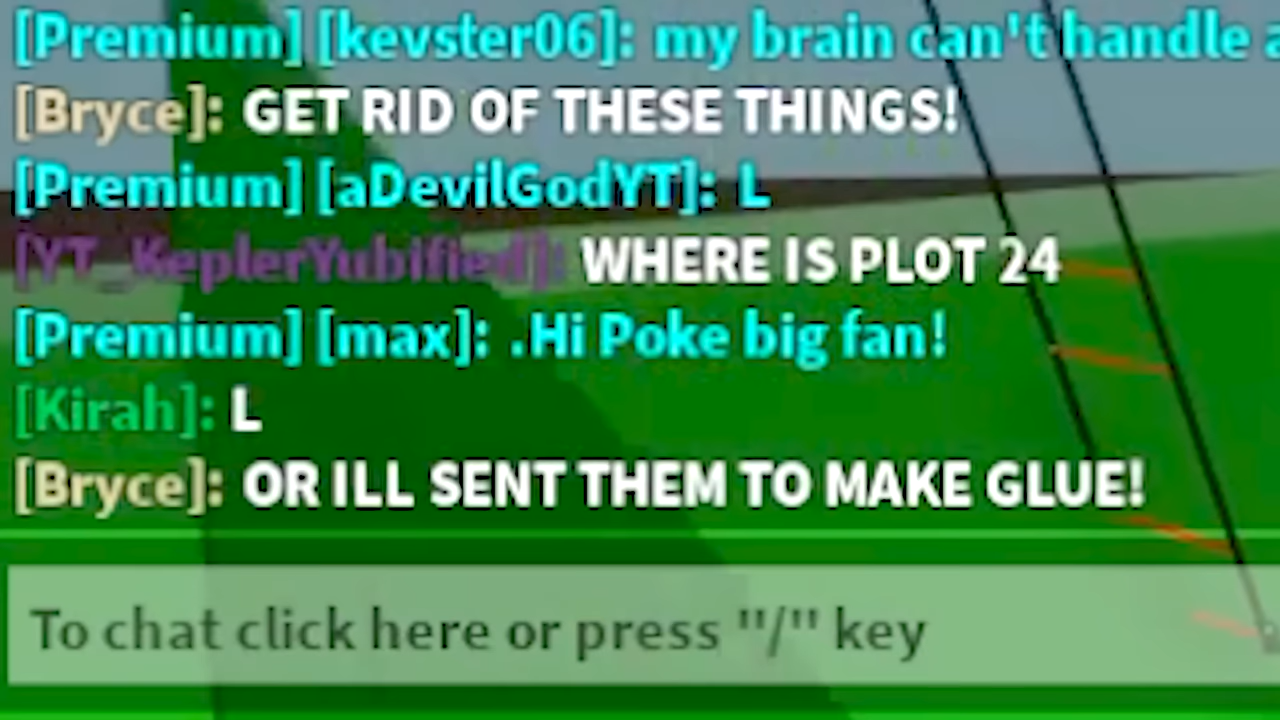 [Premium] [kevster06]: my brain can't handle
[Bryce]: GET RID OF THESE THINGS!
[Premium] [aDevilGodYT]: L
[YT_KeplerYubified]: WHERE IS PLOT 24
[Premium] [max]: .Hi Poke big fan!
[Kirah]: L
[Bryce]: OR ILL SENT THEM TO MAKE GLUE!
To chat click here or press "/" key